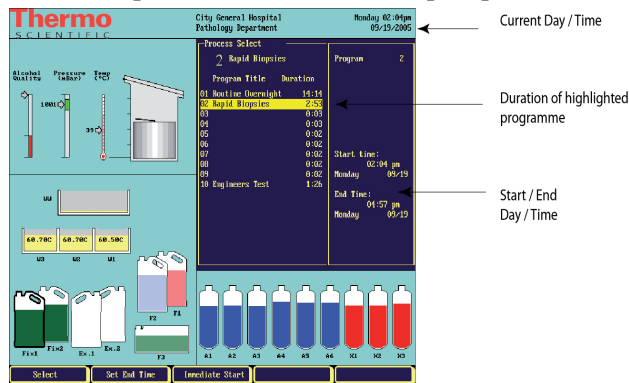 Thermo
SCIENTIFIC
City General Hospital
Pathology Department
Monday 02:04pm
09/19/2005
Current Day / Time
Process Select
2 Rapid Biopsies
Program 2
Program Title Duration
01 Routine Overnight 14:14
02 Rapid Biopsies 2:53
03 0:03
04 0:03
05 0:02
06 0:02
07 0:02
08 0:02
09 0:02
10 Engineers Test 1:26
Duration of highlighted
programme
Start time:
02:04 pm
Monday 09/19
End Time:
04:57 pm
Monday 09/19
Start / End
Day / Time
Alcohol Quality
Pressure (mBar)
Temp (°C)
1001
39
WW
60.70C 60.70C 60.50C
W3 W2 W1
F2 F1
Fix1 Fix2 Ex.1 Ex.2 F3
A1 A2 A3 A4 A5 A6 X1 X2 X3
Select Set End Time Immediate Start